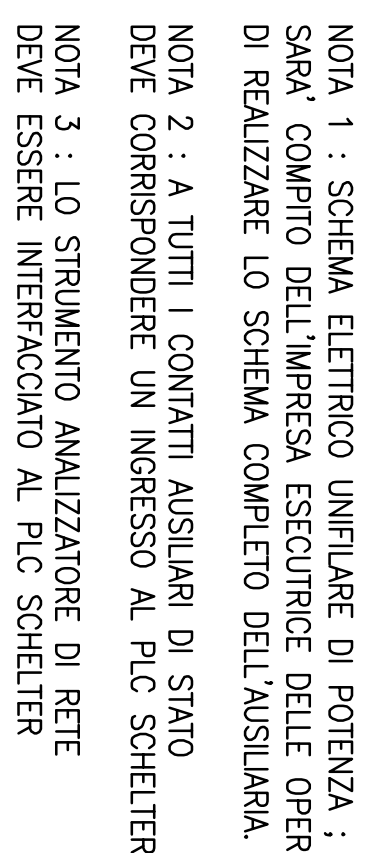 NOTA 1 : SCHEMA ELETTRICO UNIFILARE DI POTENZA ;
SARA' COMPITO DELL'IMPRESA ESECUTRICE DELLE OPER
DI REALIZZARE LO SCHEMA COMPLETO DELL'AUSILIARIA.
NOTA 2 : A TUTTI I CONTATTI AUSILIARI DI STATO
DEVE CORRISPONDERE UN INGRESSO AL PLC SCHELTER
NOTA 3 : LO STRUMENTO ANALIZZATORE DI RETE
DEVE ESSERE INTERFACCIATO AL PLC SCHELTER